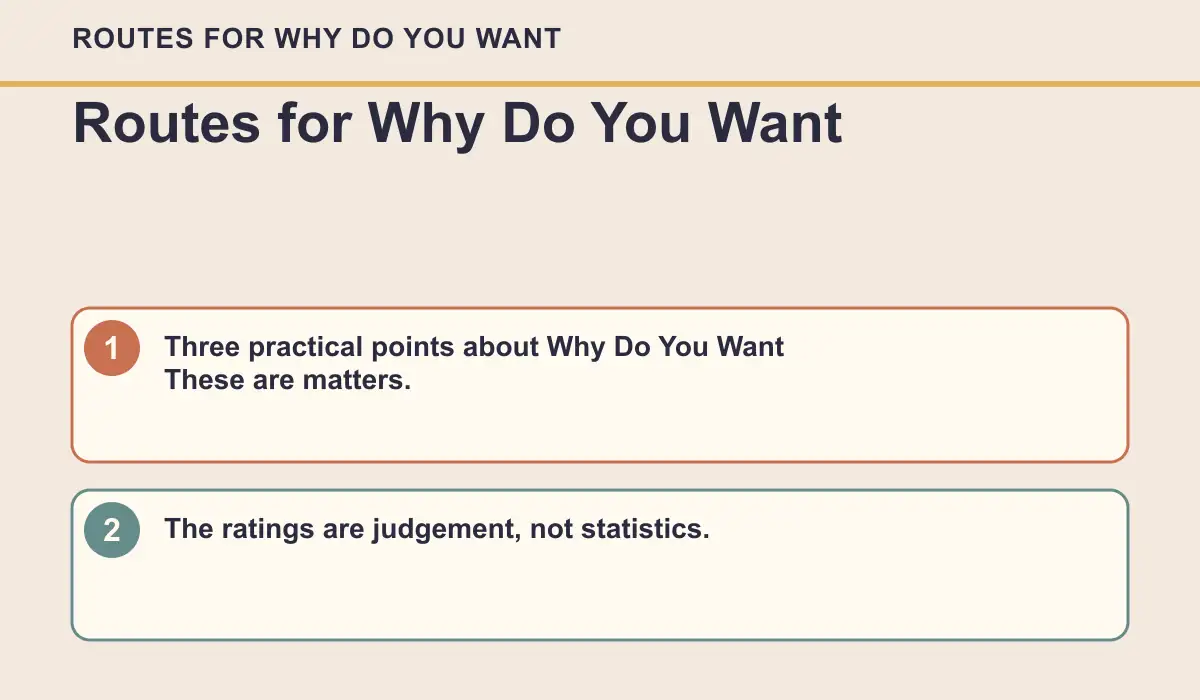 ROUTES FOR WHY DO YOU WANT
Routes for Why Do You Want
1
Three practical points about Why Do You Want
These are matters.
2
The ratings are judgement, not statistics.